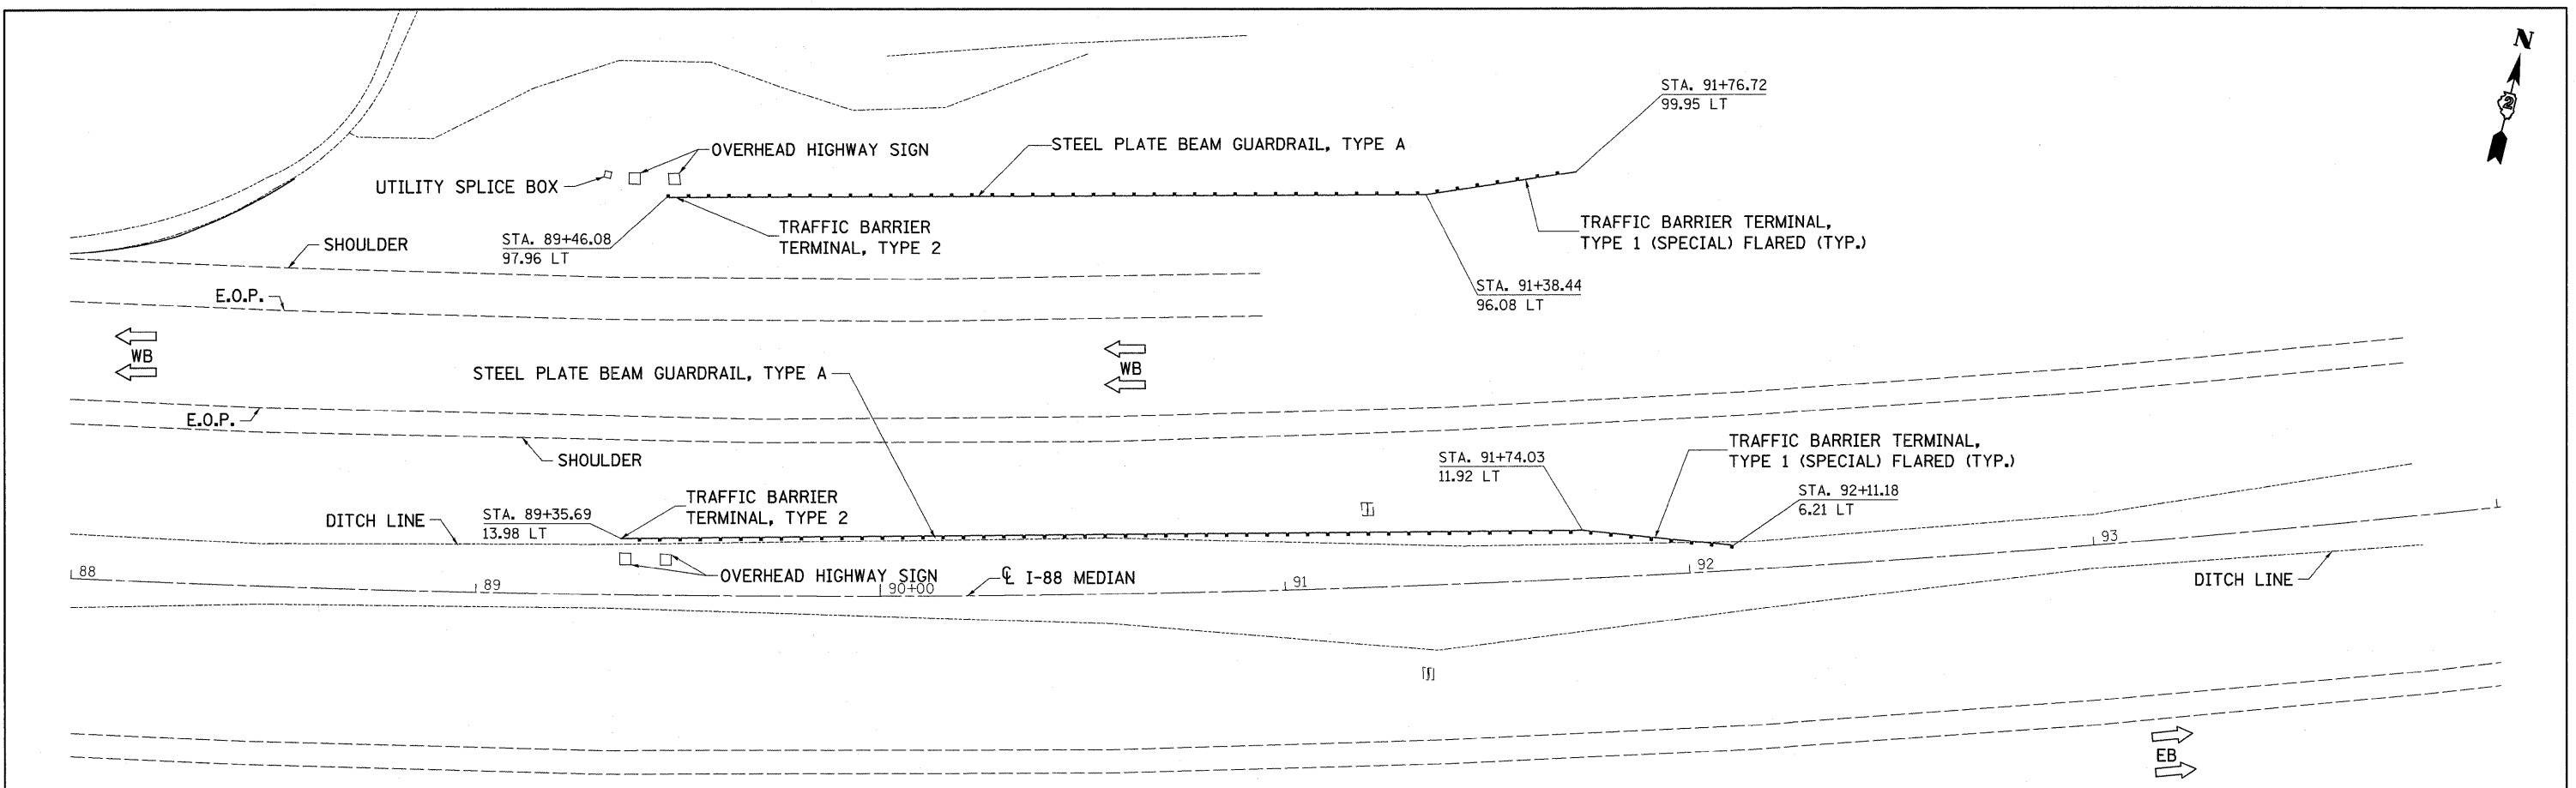 N
2
STA. 91+76.72
99.95 LT
OVERHEAD HIGHWAY SIGN
STEEL PLATE BEAM GUARDRAIL, TYPE A
UTILITY SPLICE BOX
TRAFFIC BARRIER
TERMINAL, TYPE 2
TRAFFIC BARRIER TERMINAL,
TYPE 1 (SPECIAL) FLARED (TYP.)
STA. 89+46.08
97.96 LT
SHOULDER
STA. 91+38.44
96.08 LT
E.O.P.
WB
WB
STEEL PLATE BEAM GUARDRAIL, TYPE A
E.O.P.
SHOULDER
TRAFFIC BARRIER TERMINAL,
TYPE 1 (SPECIAL) FLARED (TYP.)
STA. 91+74.03
11.92 LT
STA. 92+11.18
6.21 LT
TRAFFIC BARRIER
TERMINAL, TYPE 2
STA. 89+35.69
13.98 LT
DITCH LINE
93
92
88
89
90+00
91
OVERHEAD HIGHWAY SIGN
℄ I-88 MEDIAN
DITCH LINE
EB